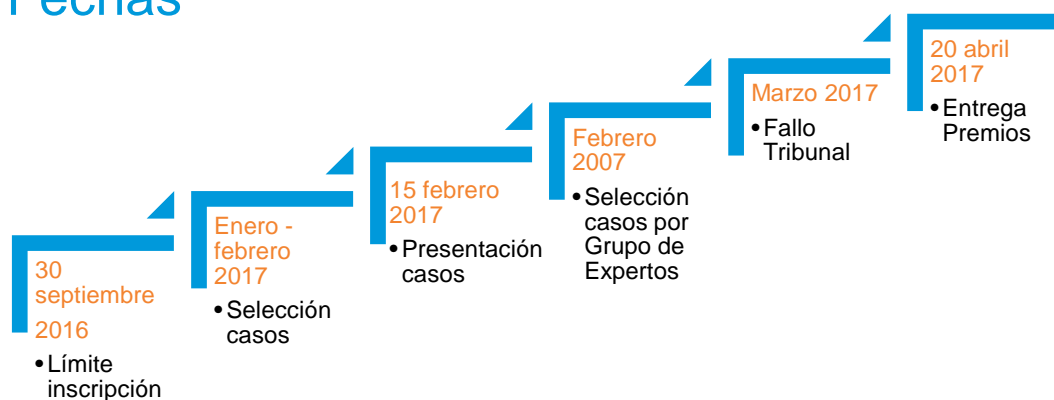 Fechas
30
septiembre
2016
•Límite
inscripción
Enero -
febrero
2017
•Selección
casos
15 febrero
2017
•Presentación
casos
Febrero
2007
•Selección
casos por
Grupo de
Expertos
Marzo 2017
•Fallo
Tribunal
20 abril
2017
•Entrega
Premios